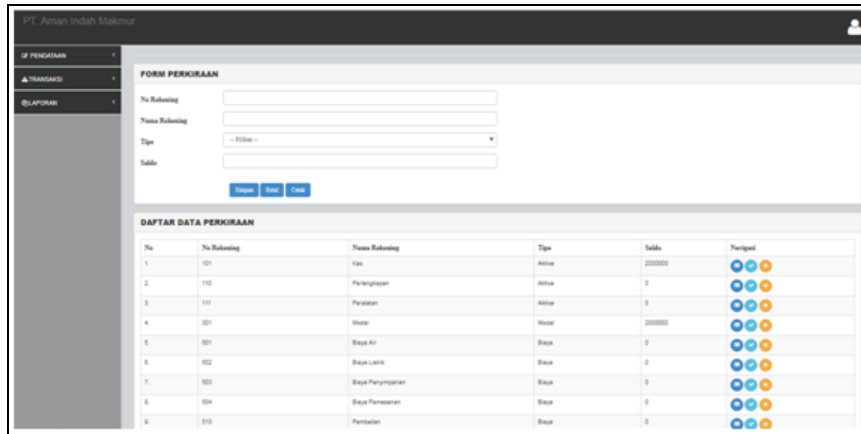 PT. Aman Indah Makmur
PENDATAAN
TRANSAKSI
LAPORAN
FORM PERKIRAAN
No Rekening
Nama Rekening
Tipe
-- Pilihan --
Saldo
Simpan Batal Cetak
DAFTAR DATA PERKIRAAN
No No Rekening Nama Rekening Tipe Saldo Navigasi
1. 101 Kas Aktiva 2000000
2. 110 Perlengkapan Aktiva 0
3. 111 Peralatan Aktiva 0
4. 301 Modal Modal 2000000
5. 501 Biaya Air Biaya 0
6. 502 Biaya Listrik Biaya 0
7. 503 Biaya Penyimpanan Biaya 0
8. 504 Biaya Pemesanan Biaya 0
9. 510 Pembelian Biaya 0